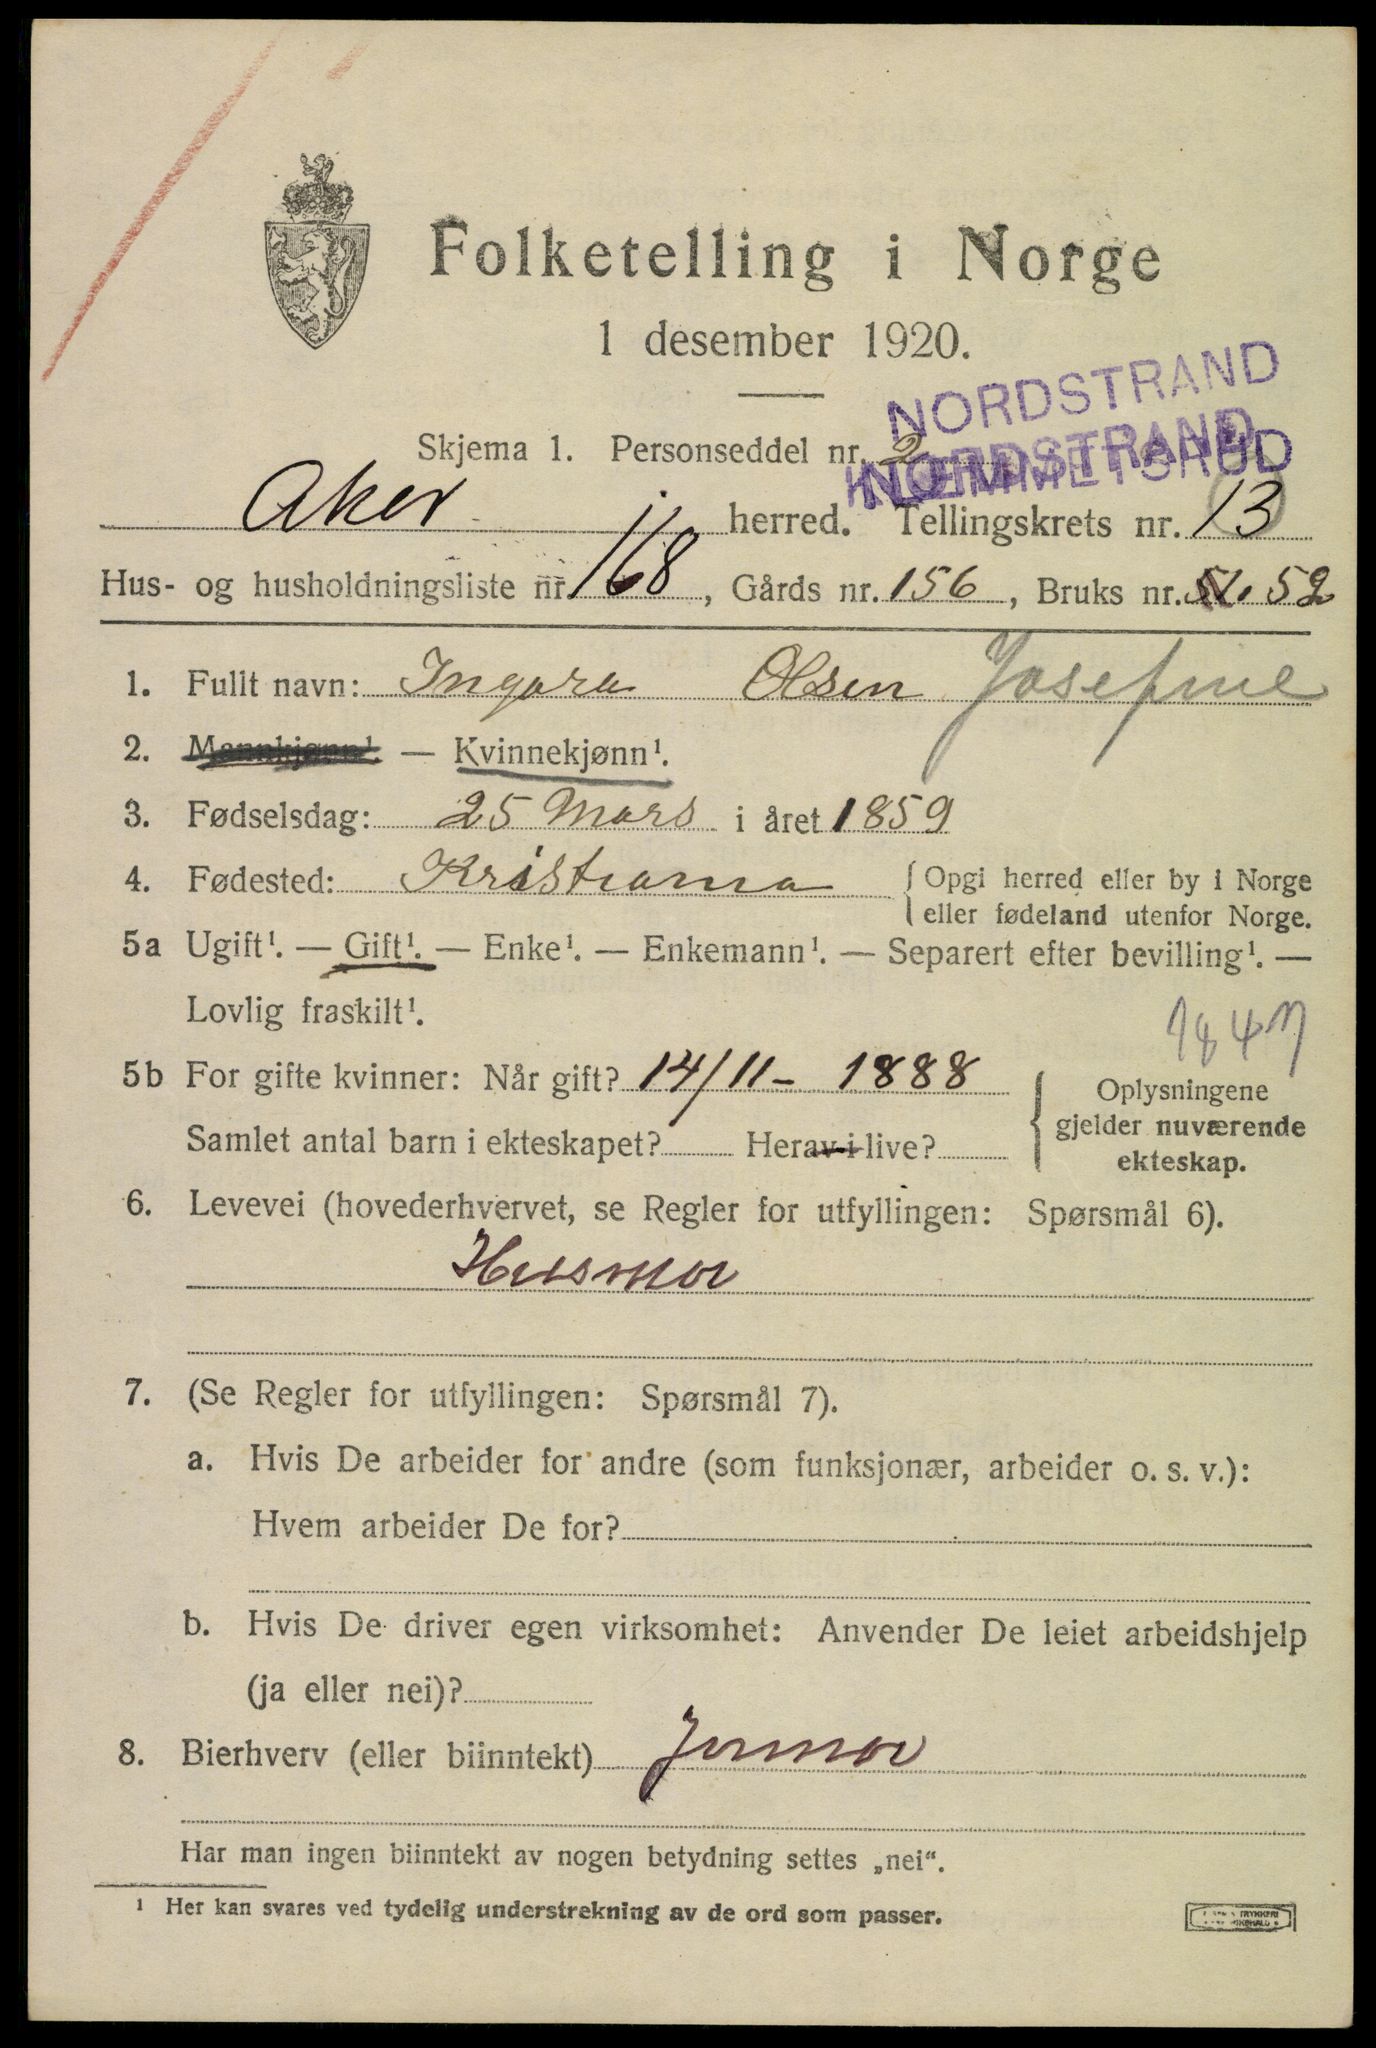 Folketelling i Norge
1 desember 1920.
NORDSTRAND
NORDSTRAND
Skjema 1. Personseddel nr. 2
Aker herred. Tellingskrets nr. 13
Hus- og husholdningsliste nr. 168, Gårds nr. 156, Bruks nr. 52
1. Fullt navn: Olsen Josefine
2. Mannkjønn¹. — Kvinnekjønn¹.
3. Fødselsdag: 25 Mars i året 1859
4. Fødested: Kristiania { Opgi herred eller by i Norge
eller fødeland utenfor Norge.
5a Ugift¹. — Gift¹. — Enke¹. — Enkemann¹. — Separert efter bevilling¹. —
Lovlig fraskilt¹.
1847
5b For gifte kvinner: Når gift? 14/11 - 1888
Samlet antal barn i ekteskapet? Herav i live?
{ Oplysningene
gjelder nuværende
ekteskap.
6. Levevei (hovederhvervet, se Regler for utfyllingen: Spørsmål 6).
Husmor
7. (Se Regler for utfyllingen: Spørsmål 7).
a. Hvis De arbeider for andre (som funksjonær, arbeider o. s. v.):
Hvem arbeider De for?
b. Hvis De driver egen virksomhet: Anvender De leiet arbeidshjelp
(ja eller nei)?
8. Bierhverv (eller biinntekt)
Har man ingen biinntekt av nogen betydning settes „nei“.
¹ Her kan svares ved tydelig understrekning av de ord som passer.